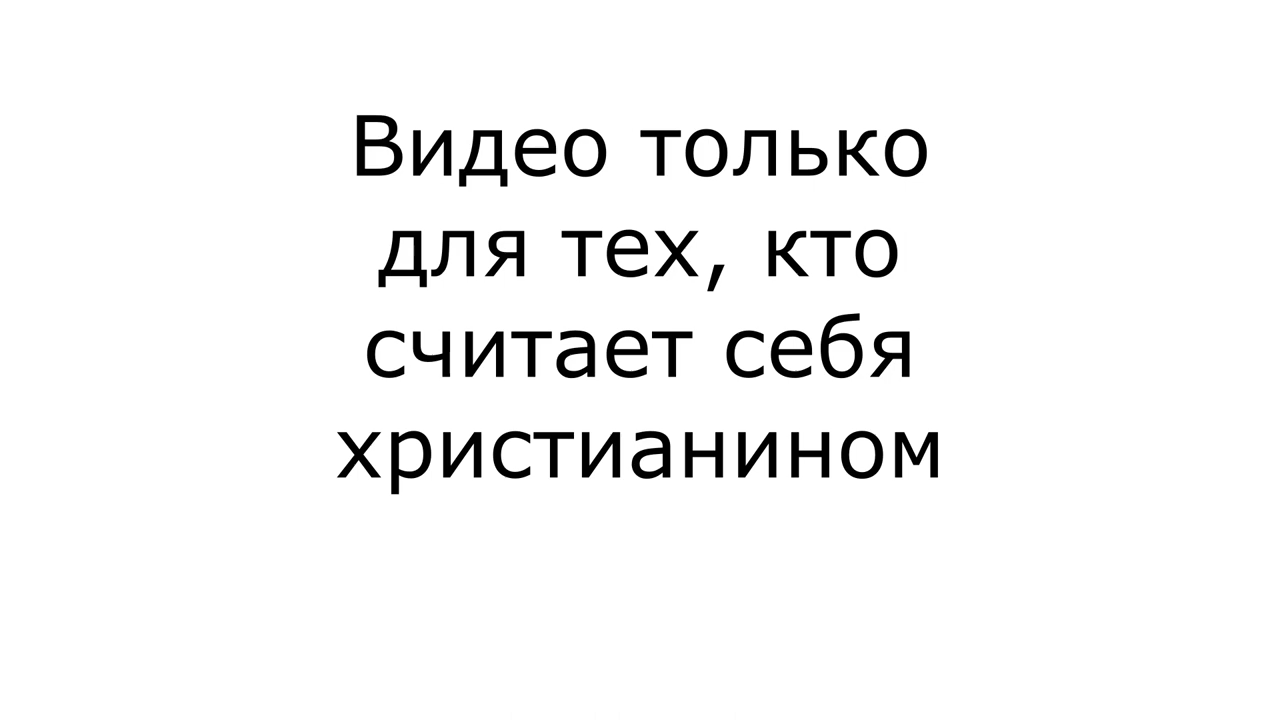 Видео только
для тех, кто
считает себя
христианином